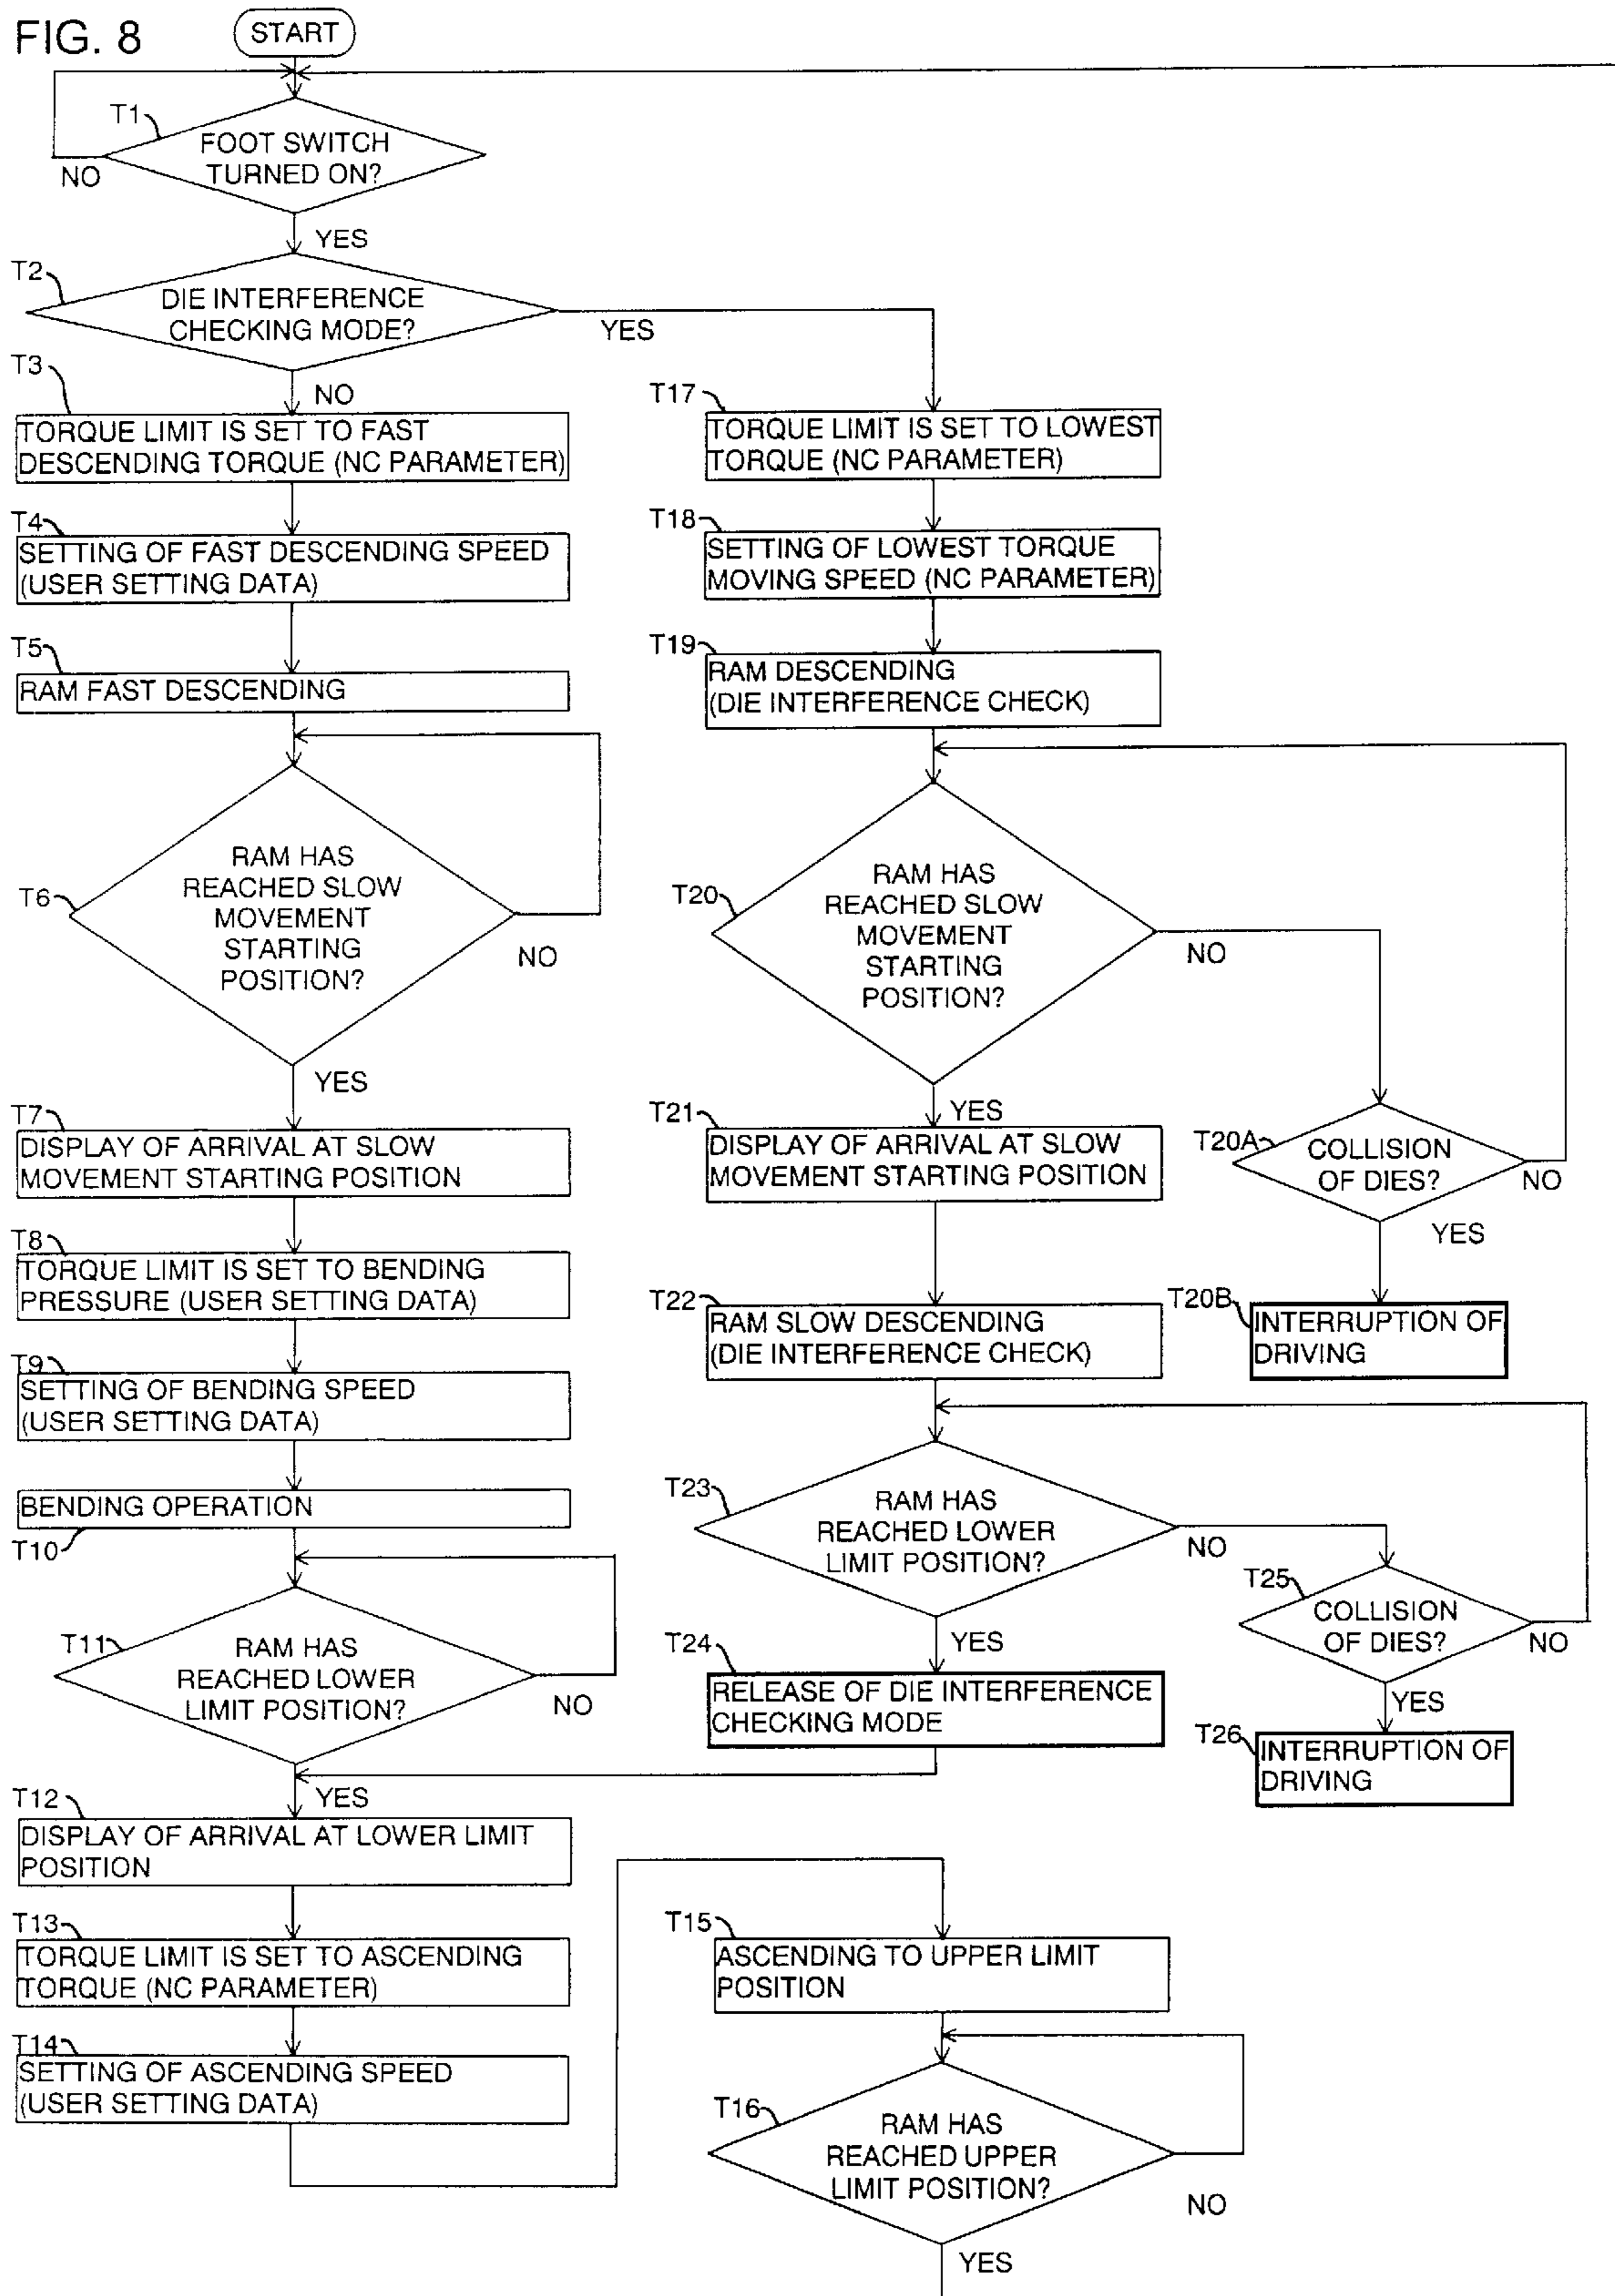 FIG. 8
START
T1
FOOT SWITCH
TURNED ON?
NO
YES
T2
DIE INTERFERENCE
CHECKING MODE?
YES
NO
T3
TORQUE LIMIT IS SET TO FAST
DESCENDING TORQUE (NC PARAMETER)
T4
SETTING OF FAST DESCENDING SPEED
(USER SETTING DATA)
T5
RAM FAST DESCENDING
T6
RAM HAS
REACHED SLOW
MOVEMENT
STARTING
POSITION?
NO
YES
T7
DISPLAY OF ARRIVAL AT SLOW
MOVEMENT STARTING POSITION
T8
TORQUE LIMIT IS SET TO BENDING
PRESSURE (USER SETTING DATA)
T9
SETTING OF BENDING SPEED
(USER SETTING DATA)
BENDING OPERATION
T10
T11
RAM HAS
REACHED LOWER
LIMIT POSITION?
NO
YES
T12
DISPLAY OF ARRIVAL AT LOWER LIMIT
POSITION
T13
TORQUE LIMIT IS SET TO ASCENDING
TORQUE (NC PARAMETER)
T14
SETTING OF ASCENDING SPEED
(USER SETTING DATA)
T15
ASCENDING TO UPPER LIMIT
POSITION
T16
RAM HAS
REACHED UPPER
LIMIT POSITION?
NO
YES
T17
TORQUE LIMIT IS SET TO LOWEST
TORQUE (NC PARAMETER)
T18
SETTING OF LOWEST TORQUE
MOVING SPEED (NC PARAMETER)
T19
RAM DESCENDING
(DIE INTERFERENCE CHECK)
T20
RAM HAS
REACHED SLOW
MOVEMENT
STARTING
POSITION?
NO
YES
T20A
COLLISION
OF DIES?
NO
YES
T20B
INTERRUPTION OF
DRIVING
T21
DISPLAY OF ARRIVAL AT SLOW
MOVEMENT STARTING POSITION
T22
RAM SLOW DESCENDING
(DIE INTERFERENCE CHECK)
T23
RAM HAS
REACHED LOWER
LIMIT POSITION?
NO
YES
T24
RELEASE OF DIE INTERFERENCE
CHECKING MODE
T25
COLLISION
OF DIES?
NO
YES
T26
INTERRUPTION OF
DRIVING